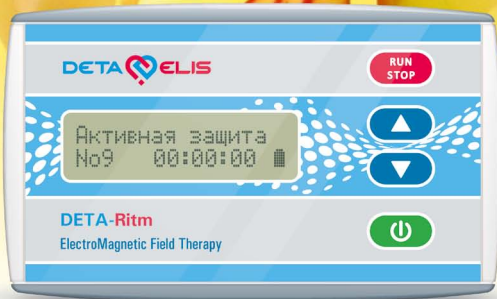 DETA ELIS
RUN
STOP
Активная защита
No9 00:00:00
DETA-Ritm
ElectroMagnetic Field Therapy